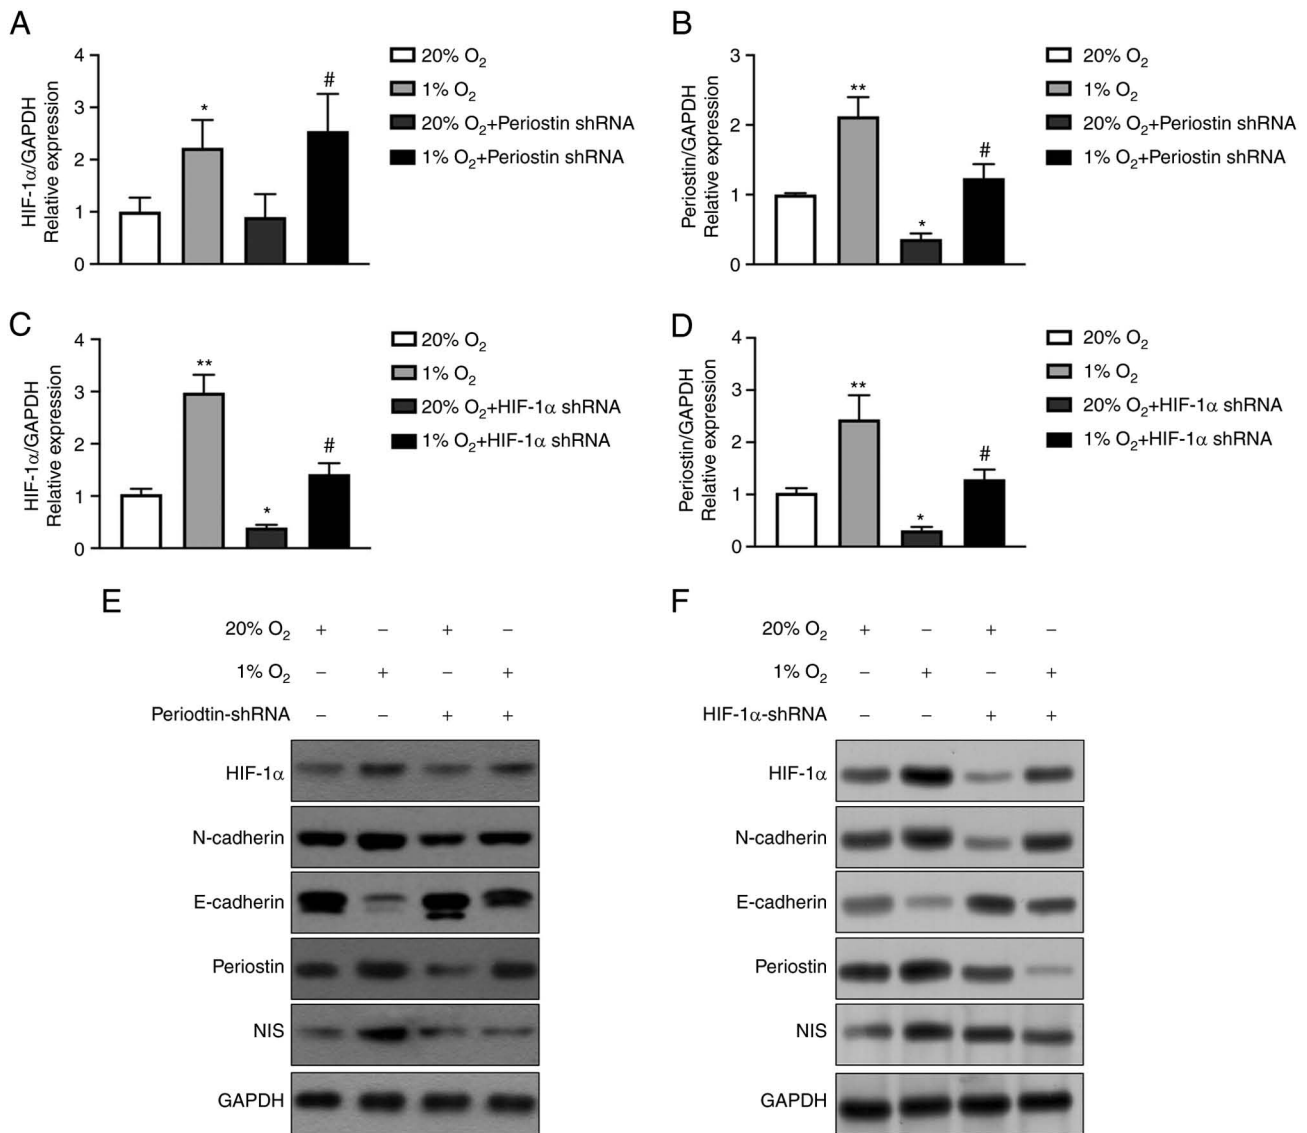 A
HIF-1α/GAPDH
Relative expression
4
3
2
1
0
*
#
20% O₂
1% O₂
20% O₂+Periostin shRNA
1% O₂+Periostin shRNA
B
Periostin/GAPDH
Relative expression
3
2
1
0
**
*
#
20% O₂
1% O₂
20% O₂+Periostin shRNA
1% O₂+Periostin shRNA
C
HIF-1α/GAPDH
Relative expression
4
3
2
1
0
**
*
#
20% O₂
1% O₂
20% O₂+HIF-1α shRNA
1% O₂+HIF-1α shRNA
D
Periostin/GAPDH
Relative expression
4
3
2
1
0
**
*
#
20% O₂
1% O₂
20% O₂+HIF-1α shRNA
1% O₂+HIF-1α shRNA
E
20% O₂ + − + −
1% O₂ − + − +
Periodtin-shRNA − − + +
HIF-1α
N-cadherin
E-cadherin
Periostin
NIS
GAPDH
F
20% O₂ + − + −
1% O₂ − + − +
HIF-1α-shRNA − − + +
HIF-1α
N-cadherin
E-cadherin
Periostin
NIS
GAPDH